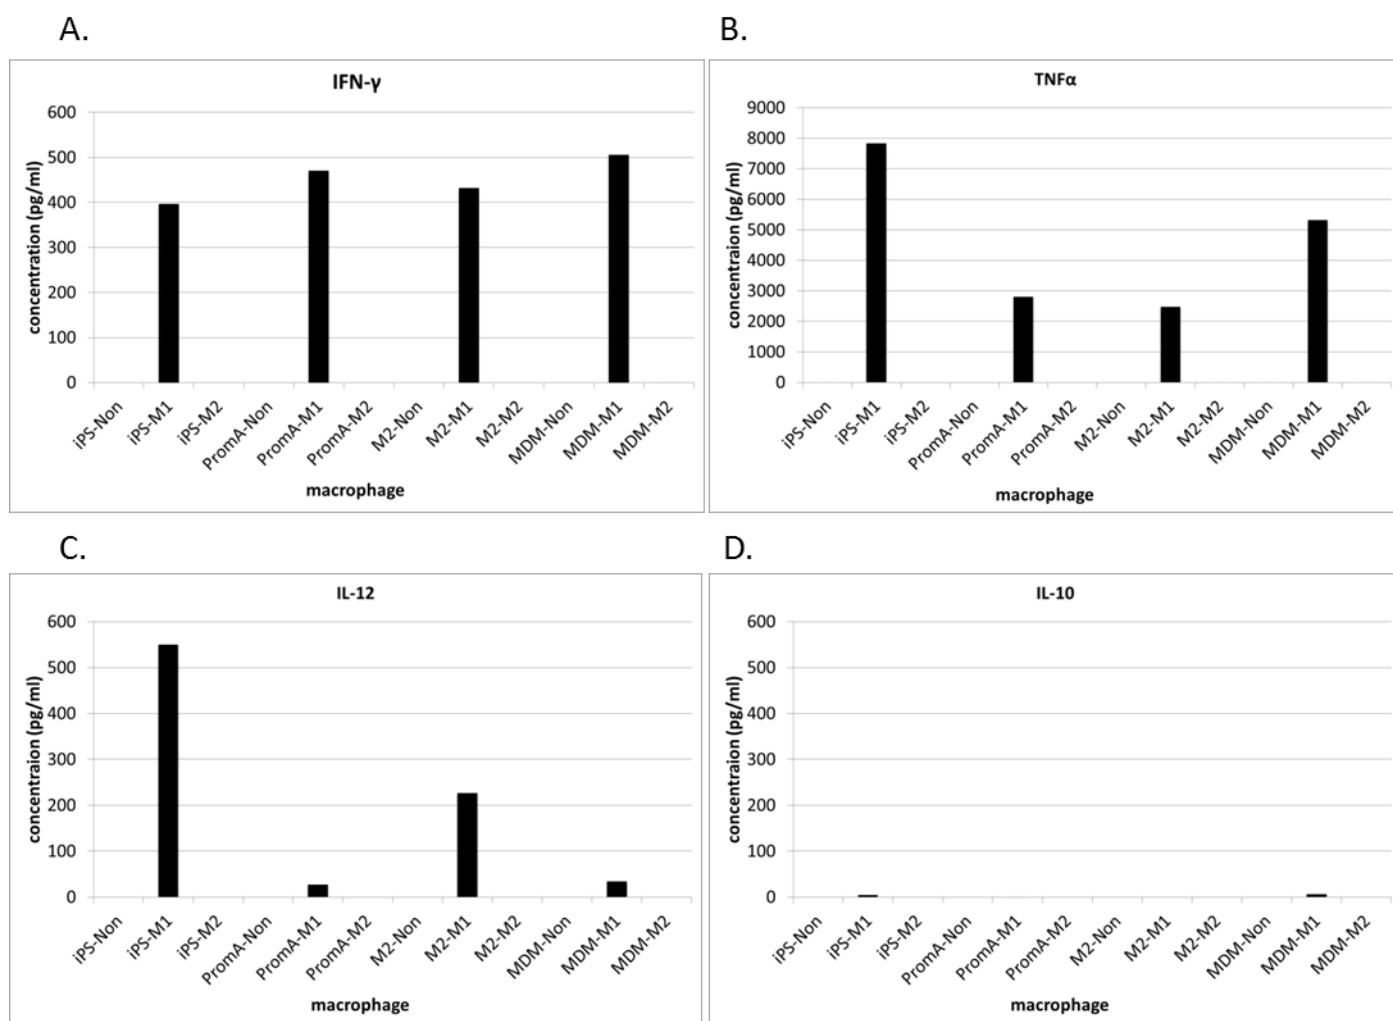 A.
IFN-γ
concentration (pg/ml)
600
500
400
300
200
100
0
iPS-Non
iPS-M1
iPS-M2
PromA-Non
PromA-M1
PromA-M2
M2-Non
M2-M1
M2-M2
MDM-Non
MDM-M1
MDM-M2
macrophage
B.
TNFα
concentraion (pg/ml)
9000
8000
7000
6000
5000
4000
3000
2000
1000
0
iPS-Non
iPS-M1
iPS-M2
PromA-Non
PromA-M1
PromA-M2
M2-Non
M2-M1
M2-M2
MDM-Non
MDM-M1
MDM-M2
macrophage
C.
IL-12
concentraion (pg/ml)
600
500
400
300
200
100
0
iPS-Non
iPS-M1
iPS-M2
PromA-Non
PromA-M1
PromA-M2
M2-Non
M2-M1
M2-M2
MDM-Non
MDM-M1
MDM-M2
macrophage
D.
IL-10
concentraion (pg/ml)
600
500
400
300
200
100
0
iPS-Non
iPS-M1
iPS-M2
PromA-Non
PromA-M1
PromA-M2
M2-Non
M2-M1
M2-M2
MDM-Non
MDM-M1
MDM-M2
macrophage